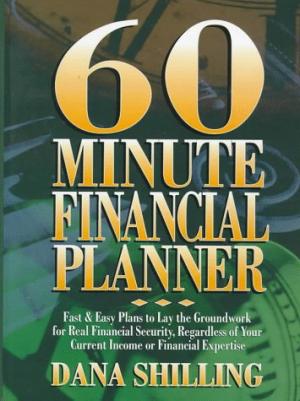 60
MINUTE
FINANCIAL
PLANNER
Fast & Easy Plans to Lay the Groundwork
for Real Financial Security, Regardless of Your
Current Income or Financial Expertise
DANA SHILLING